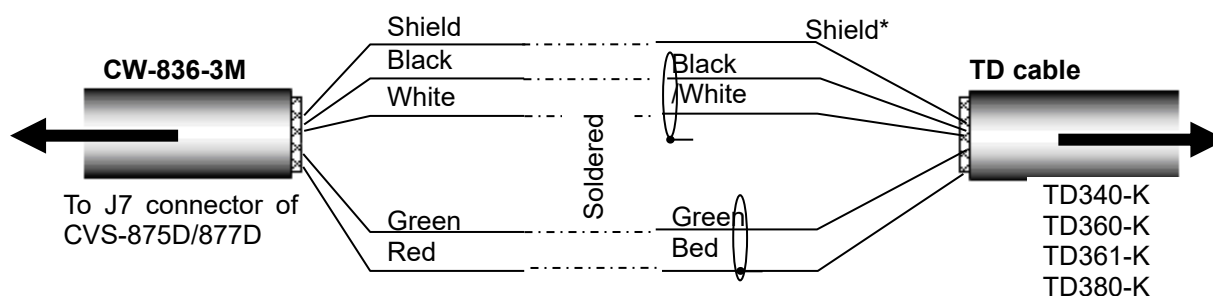 Shield
Black
White
CW-836-3M
To J7 connector of
CVS-875D/877D
Green
Red
Soldered
Shield*
Black
/White
Green
Bed
TD cable
TD340-K
TD360-K
TD361-K
TD380-K